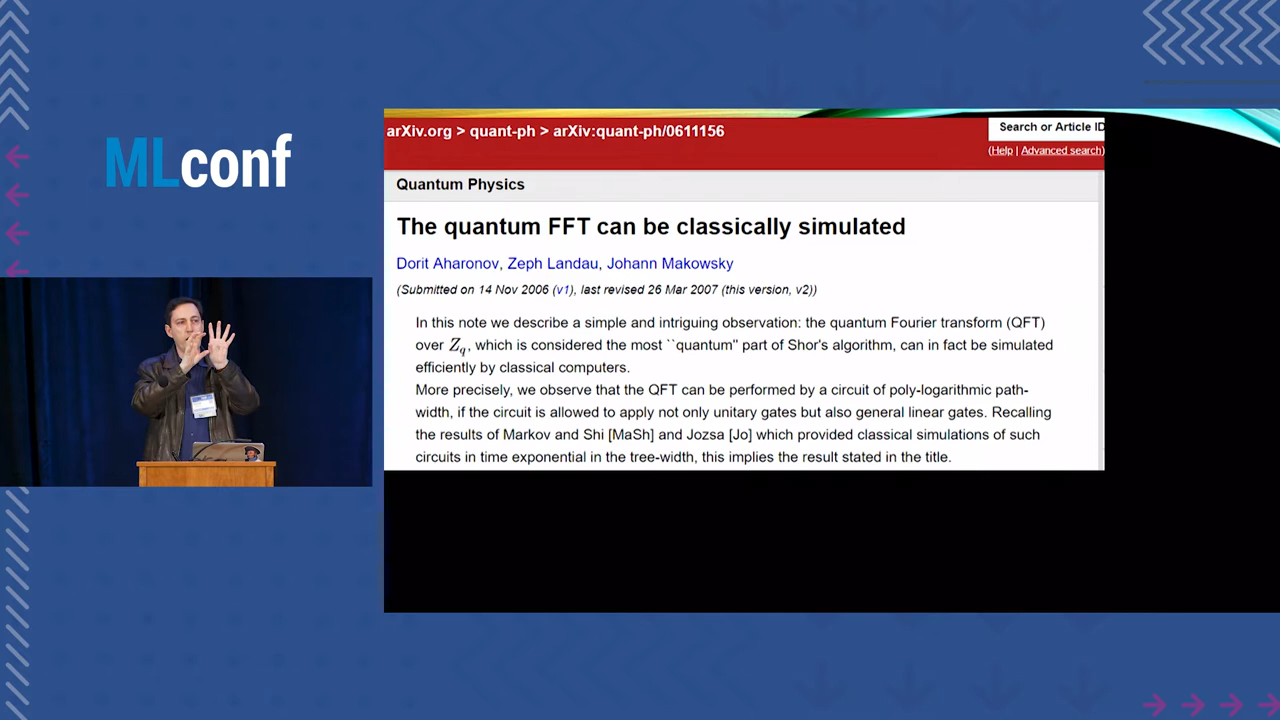 MLconf
arXiv.org > quant-ph > arXiv:quant-ph/0611156
Search or Article ID
(Help | Advanced search)
Quantum Physics
The quantum FFT can be classically simulated
Dorit Aharonov, Zeph Landau, Johann Makowsky
(Submitted on 14 Nov 2006 (v1), last revised 26 Mar 2007 (this version, v2))
In this note we describe a simple and intriguing observation: the quantum Fourier transform (QFT)
over Z_q, which is considered the most ``quantum'' part of Shor's algorithm, can in fact be simulated
efficiently by classical computers.
More precisely, we observe that the QFT can be performed by a circuit of poly-logarithmic path-
width, if the circuit is allowed to apply not only unitary gates but also general linear gates. Recalling
the results of Markov and Shi [MaSh] and Jozsa [Jo] which provided classical simulations of such
circuits in time exponential in the tree-width, this implies the result stated in the title.